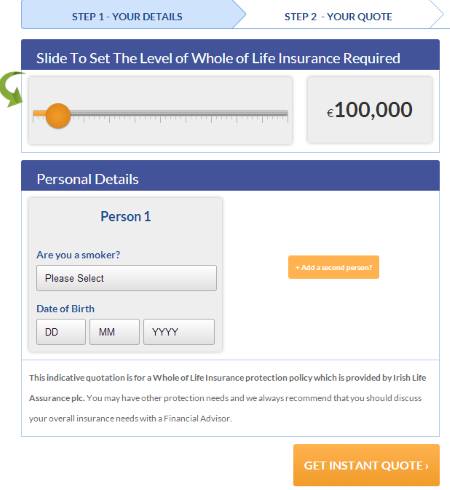 STEP 1 - YOUR DETAILS
STEP 2 - YOUR QUOTE
Slide To Set The Level of Whole of Life Insurance Required
€100,000
Personal Details
Person 1
Are you a smoker?
Please Select
+ Add a second person?
Date of Birth
DD MM YYYY
This indicative quotation is for a Whole of Life Insurance protection policy which is provided by Irish Life
Assurance plc. You may have other protection needs and we always recommend that you should discuss
your overall insurance needs with a Financial Advisor.
GET INSTANT QUOTE ›